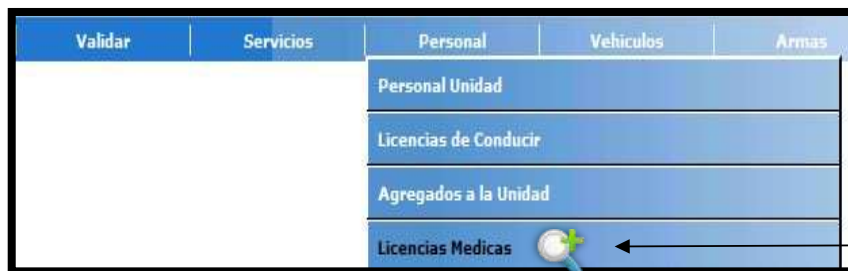 Validar Servicios Personal Vehiculos Armas
Personal Unidad
Licencias de Conducir
Agregados a la Unidad
Licencias Medicas